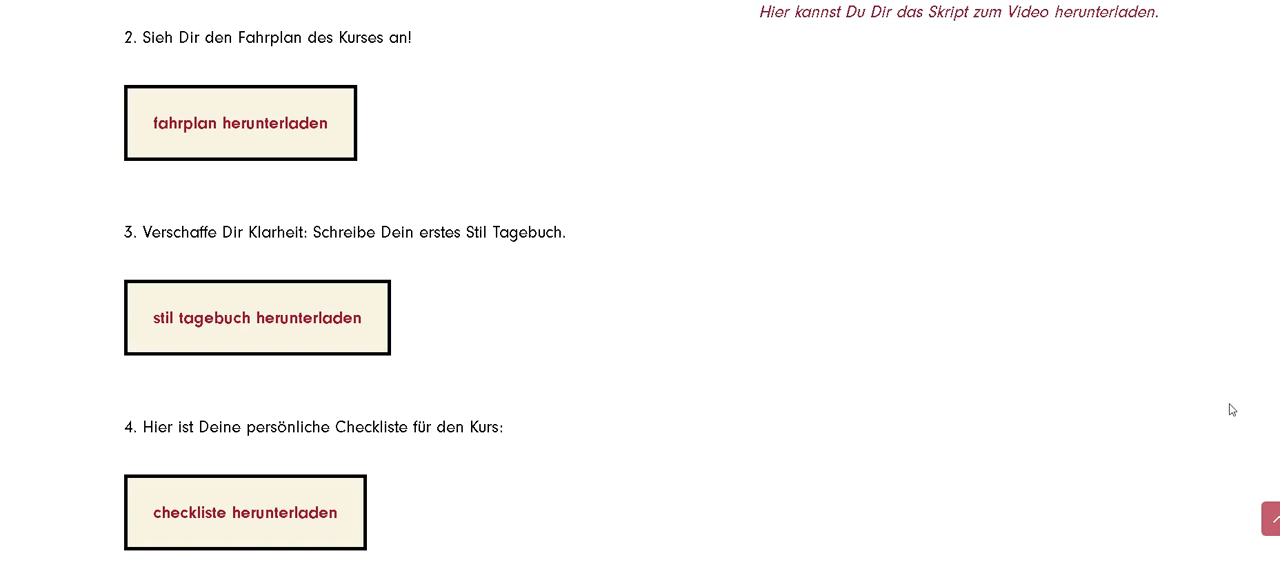 Hier kannst Du Dir das Skript zum Video herunterladen.
2. Sieh Dir den Fahrplan des Kurses an!
fahrplan herunterladen
3. Verschaffe Dir Klarheit: Schreibe Dein erstes Stil Tagebuch.
stil tagebuch herunterladen
4. Hier ist Deine persönliche Checkliste für den Kurs:
checkliste herunterladen